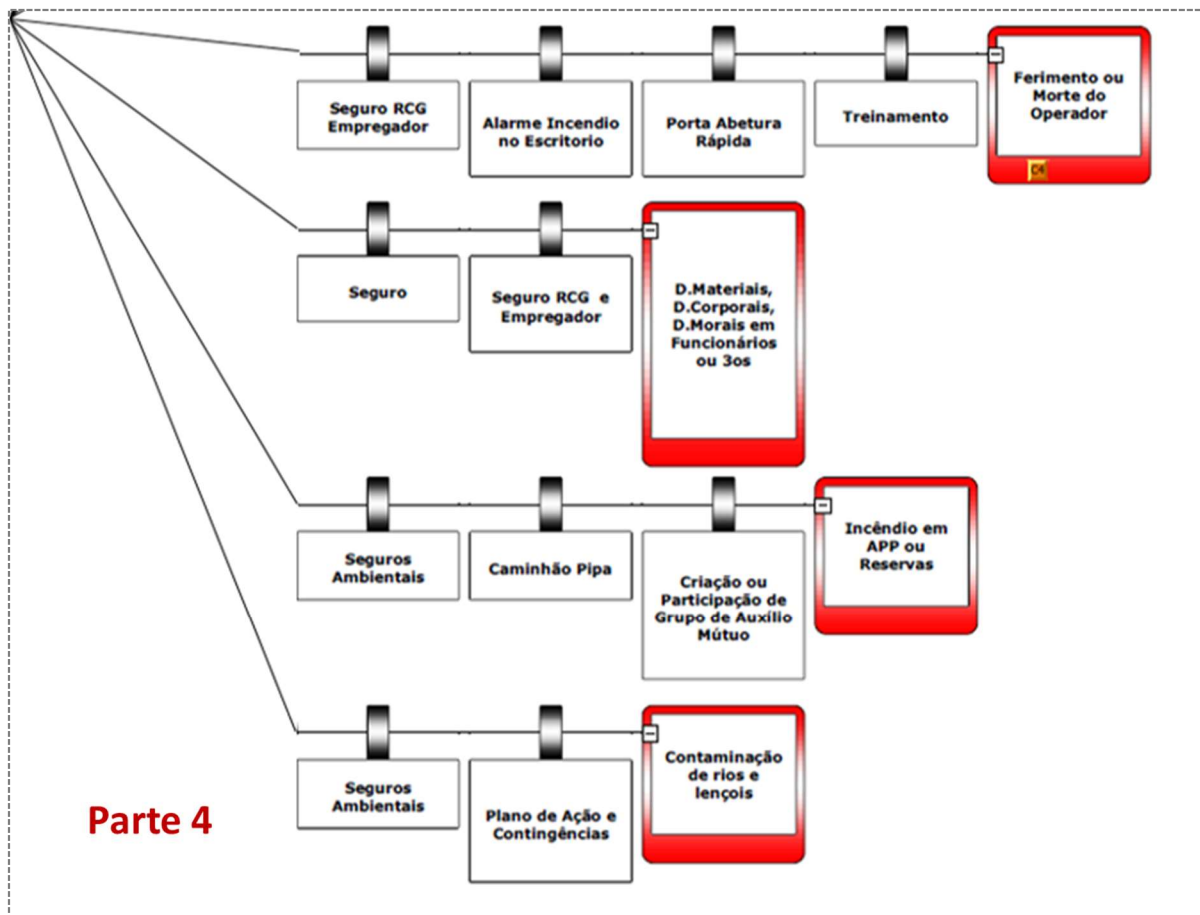 Seguro RCG
Empregador
Alarme Incendio
no Escritorio
Porta Abetura
Rápida
Treinamento
Ferimento ou
Morte do
Operador
C4
Seguro
Seguro RCG e
Empregador
D.Materiais,
D.Corporais,
D.Morais em
Funcionários
ou 3os
Seguros
Ambientais
Caminhão Pipa
Criação ou
Participação de
Grupo de Auxílio
Mútuo
Incêndio em
APP ou
Reservas
Seguros
Ambientais
Plano de Ação e
Contingências
Contaminação
de rios e
lençois
Parte 4